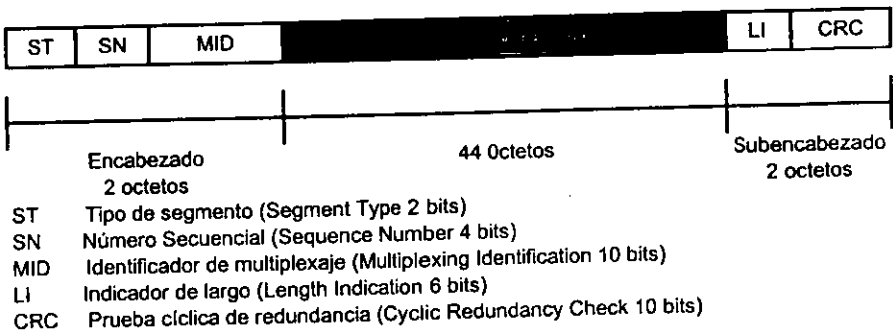 ST SN MID LI CRC
Encabezado 44 0ctetos Subencabezado
2 octetos 2 octetos
ST Tipo de segmento (Segment Type 2 bits)
SN Número Secuencial (Sequence Number 4 bits)
MID Identificador de multiplexaje (Multiplexing Identification 10 bits)
LI Indicador de largo (Length Indication 6 bits)
CRC Prueba cíclica de redundancia (Cyclic Redundancy Check 10 bits)